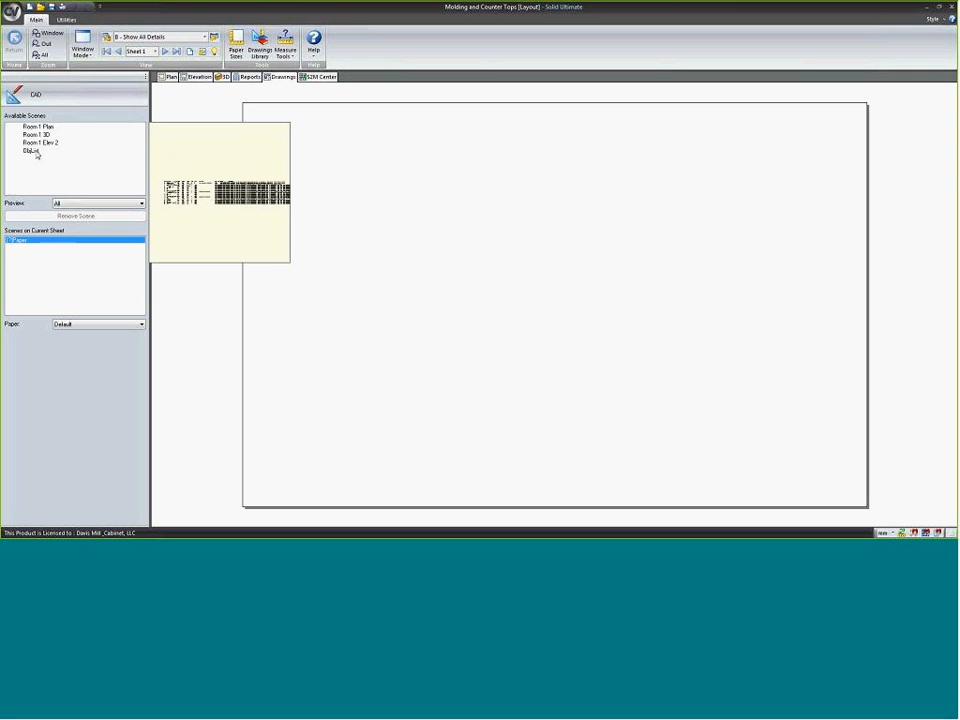 Molding and Counter Tops [Layout] - Solid Ultimate
Main
Utilities
Style
Return
Window
Out
All
Window
Mode
B - Show All Details
Sheet 1
Paper
Sizes
Drawings
Library
Measure
Tools
Help
Home
Zoom
View
Tools
Help
Plan
Elevation
3D
Reports
Drawings
S2M Center
CAD
Available Scenes
Room 1 Plan
Room 1 3D
Room 1 Elev 2
Preview:
All
Remove Scene
Scenes on Current Sheet
Paper
Paper:
Default
This Product is Licensed to : Davis Mill_Cabinet, LLC
mm